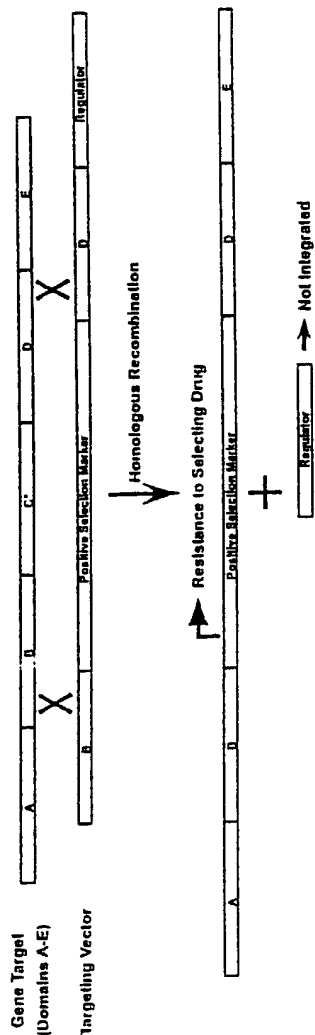 Gene Target
(Domains A-E)
A B C' D E
Targeting Vector
B Positive Selection Marker D Regulator
Homologous Recombination
Resistance to Selecting Drug
A D Positive Selection Marker D E
Regulator
Not Integrated